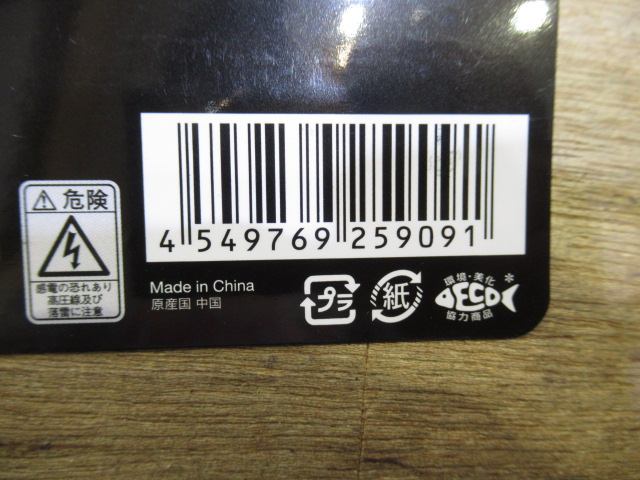 4 549769 259091
危険
感電の恐れあり
高圧線及び
落雷に注意
Made in China
原産国 中国
プラ
紙
環境・美化
ECO
協力商品
*